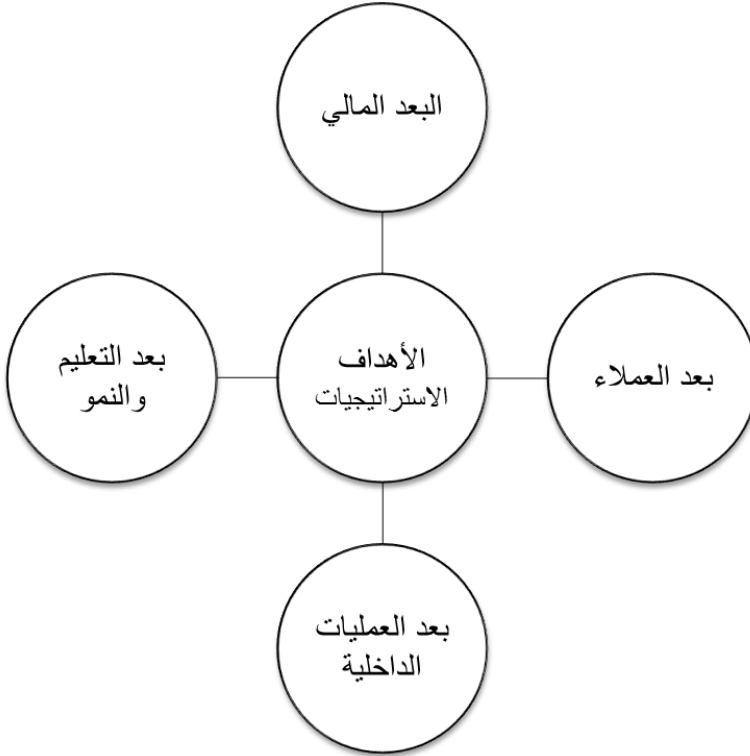 البعد المالي
بعد العملاء
الأهداف
الاستراتيجيات
بعد التعليم
والنمو
بعد العمليات
الداخلية